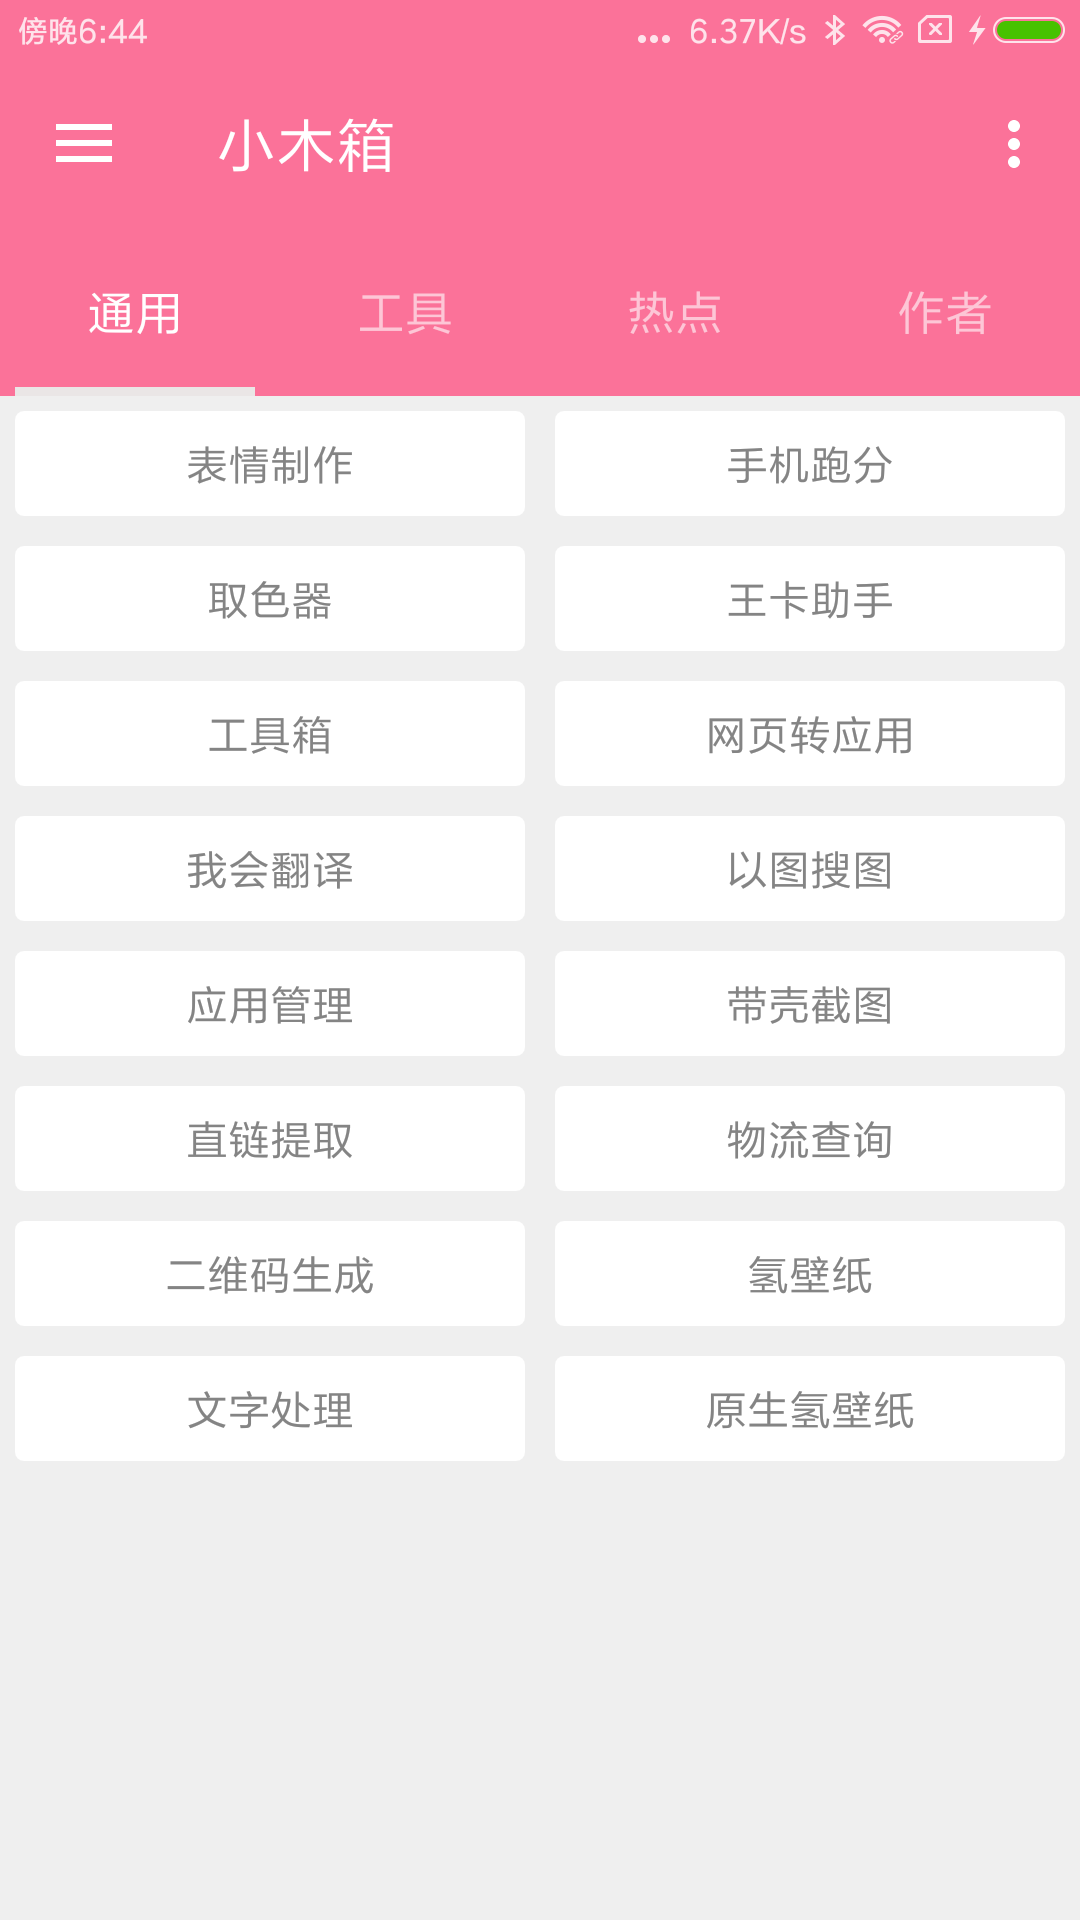 傍晚6:44
6.37K/s
小木箱
通用 工具 热点 作者
表情制作 手机跑分
取色器 王卡助手
工具箱 网页转应用
我会翻译 以图搜图
应用管理 带壳截图
直链提取 物流查询
二维码生成 氢壁纸
文字处理 原生氢壁纸